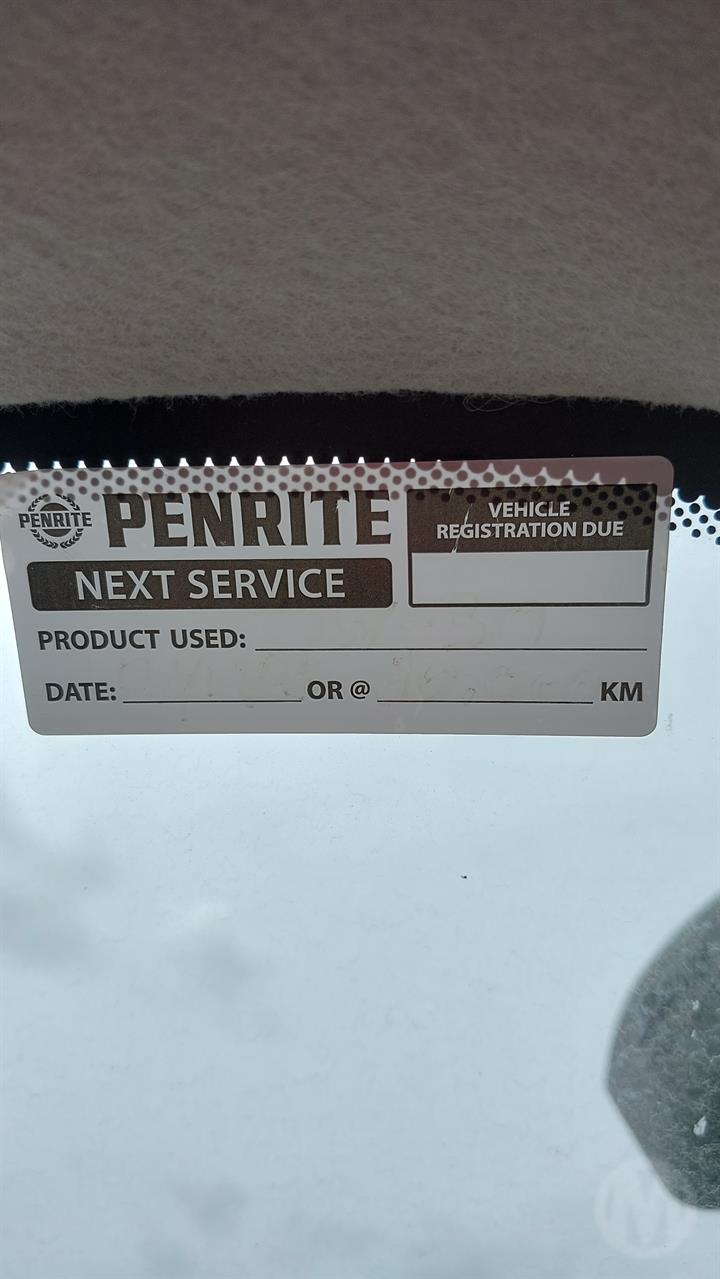 PENRITE PENRITE
NEXT SERVICE
VEHICLE
REGISTRATION DUE
PRODUCT USED:
DATE: OR @ KM
M